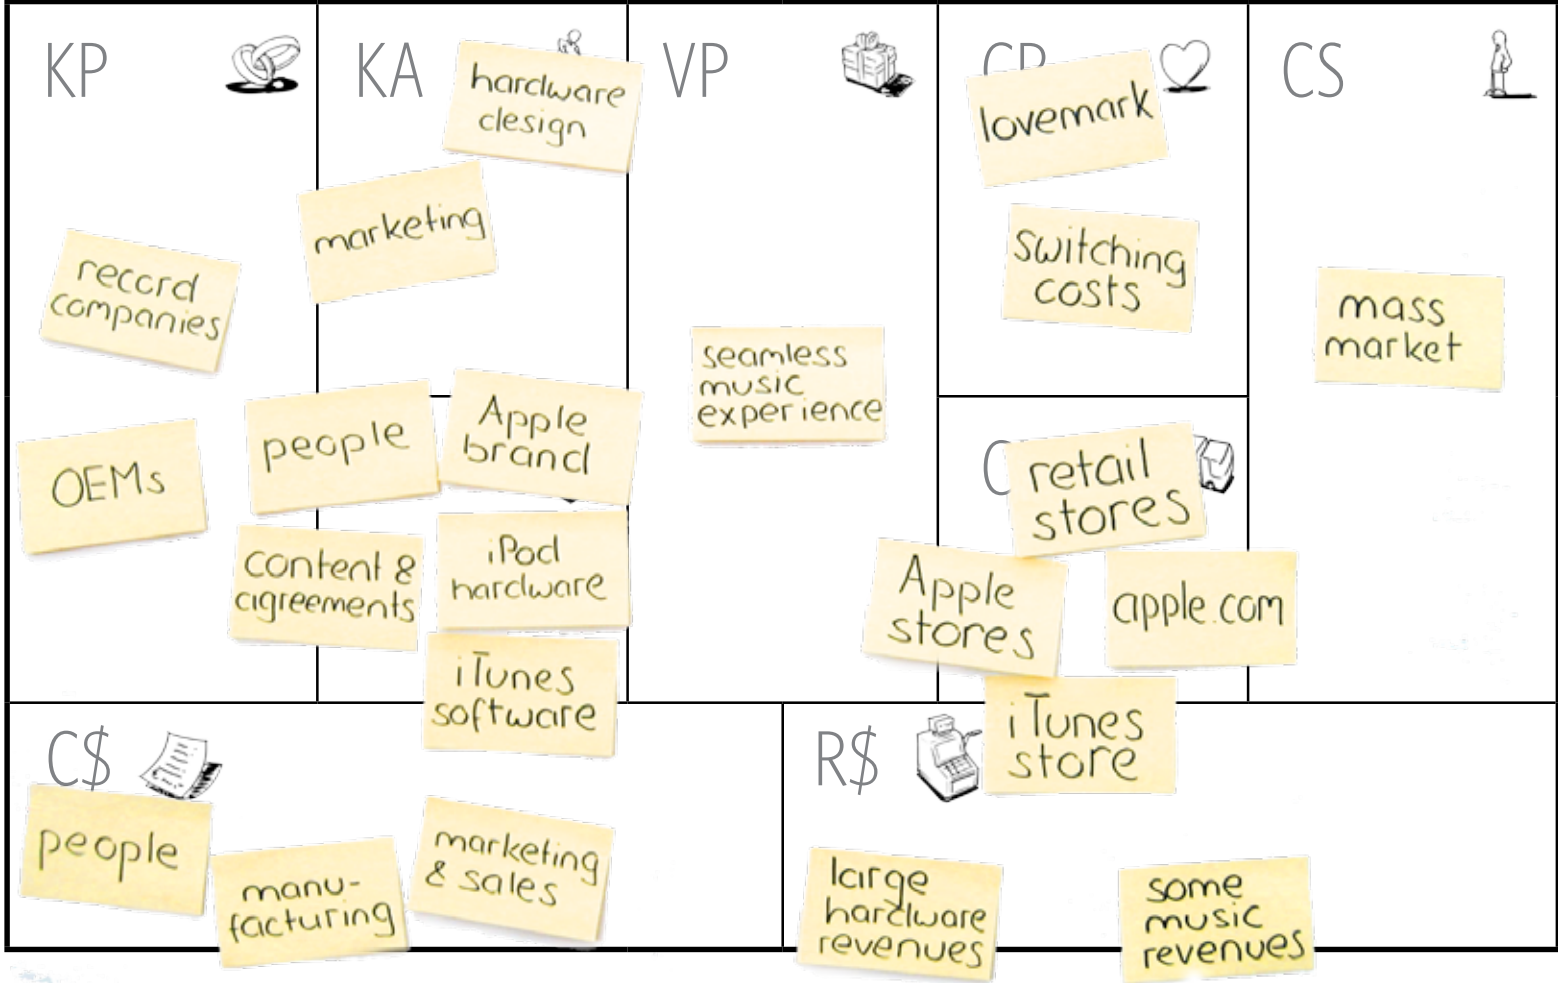 KP
record
companies
OEMs
KA
hardware
design
marketing
people
Apple
brand
content &
agreements
iPod
hardware
iTunes
software
VP
seamless
music
experience
CR
lovemark
switching
costs
C
retail
stores
Apple
stores
apple.com
iTunes
store
CS
mass
market
C$
people
manu-
facturing
marketing
& sales
R$
large
hardware
revenues
some
music
revenues